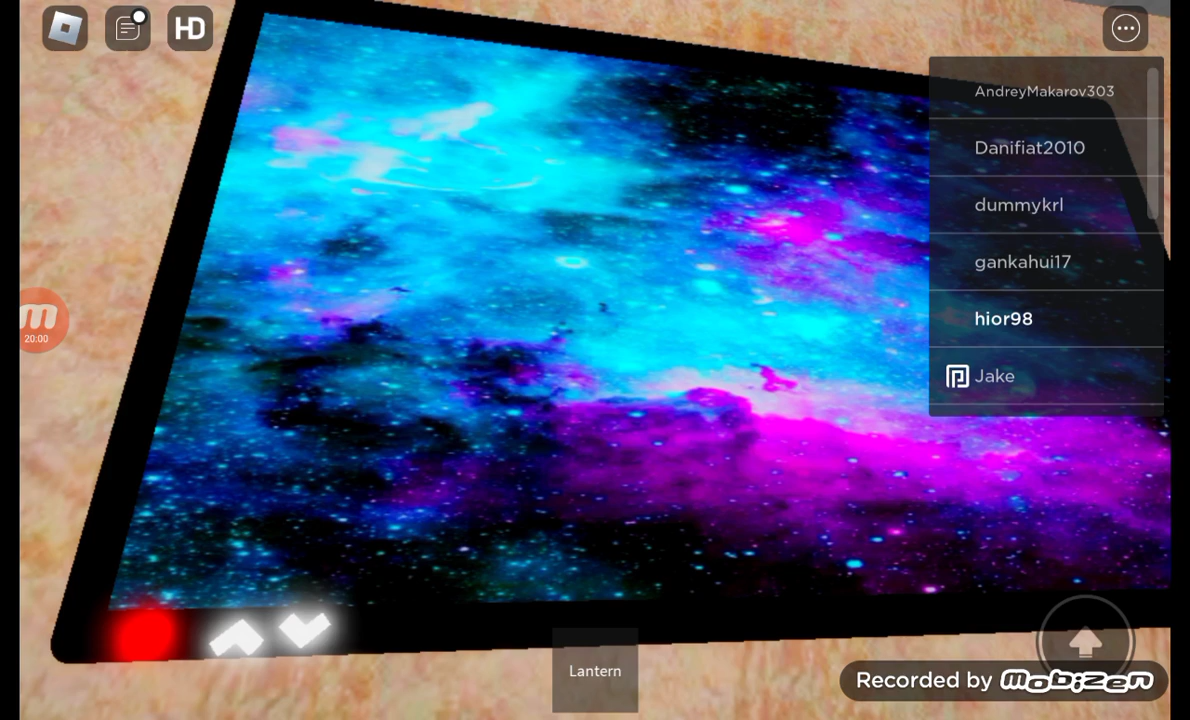 HD
AndreyMakarov303
Danifiat2010
dummykrl
gankahui17
hior98
Jake
20:00
Lantern
Recorded by mobizen